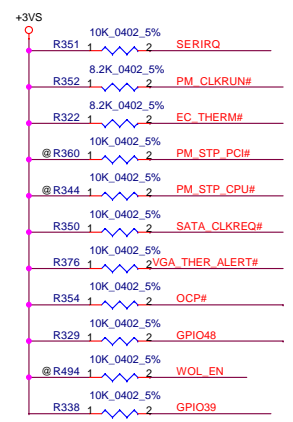 +3VS
10K_0402_5%
R351 1 2 SERIRQ
8.2K_0402_5%
R352 1 2 PM_CLKRUN#
8.2K_0402_5%
R322 1 2 EC_THERM#
10K_0402_5%
@ R360 1 2 PM_STP_PCI#
10K_0402_5%
@ R344 1 2 PM_STP_CPU#
10K_0402_5%
R350 1 2 SATA_CLKREQ#
10K_0402_5%
R376 1 2 VGA_THER_ALERT#
10K_0402_5%
R354 1 2 OCP#
10K_0402_5%
R329 1 2 GPIO48
10K_0402_5%
@ R494 1 2 WOL_EN
10K_0402_5%
R338 1 2 GPIO39